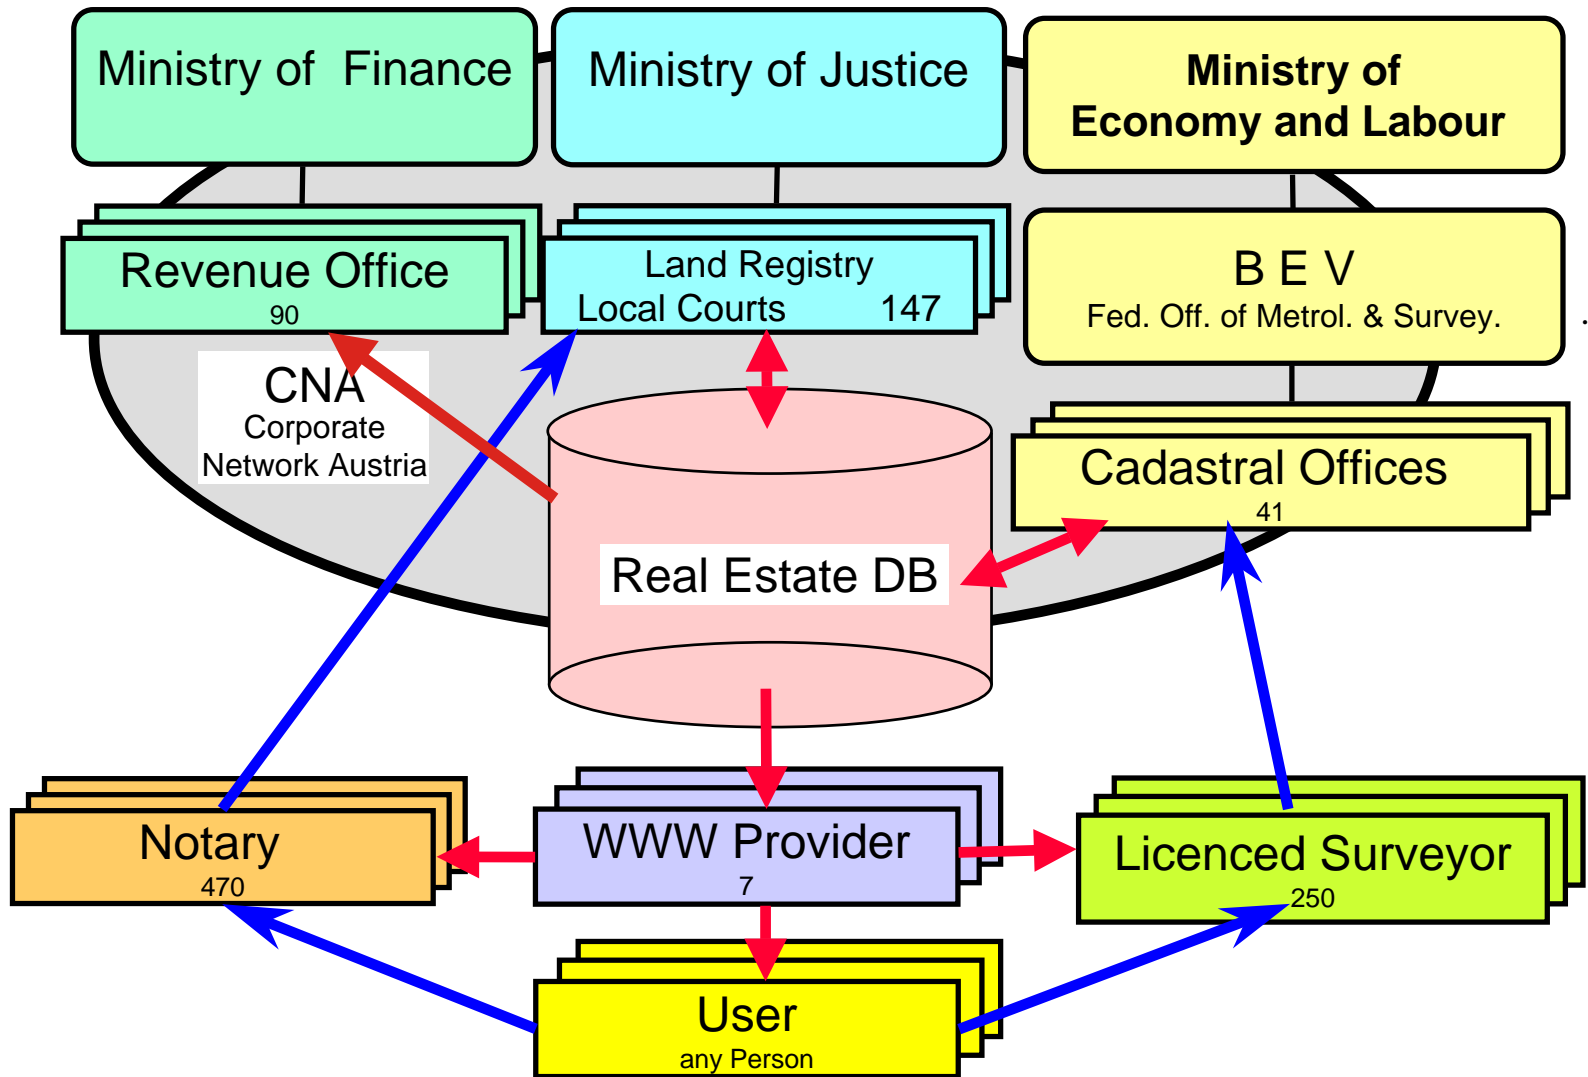 Ministry of Finance
Ministry of Justice
Ministry of
Economy and Labour
Revenue Office
90
Land Registry
Local Courts 147
B E V
Fed. Off. of Metrol. & Survey.
.
CNA
Corporate
Network Austria
Cadastral Offices
41
Real Estate DB
Notary
470
WWW Provider
7
Licenced Surveyor
250
User
any Person